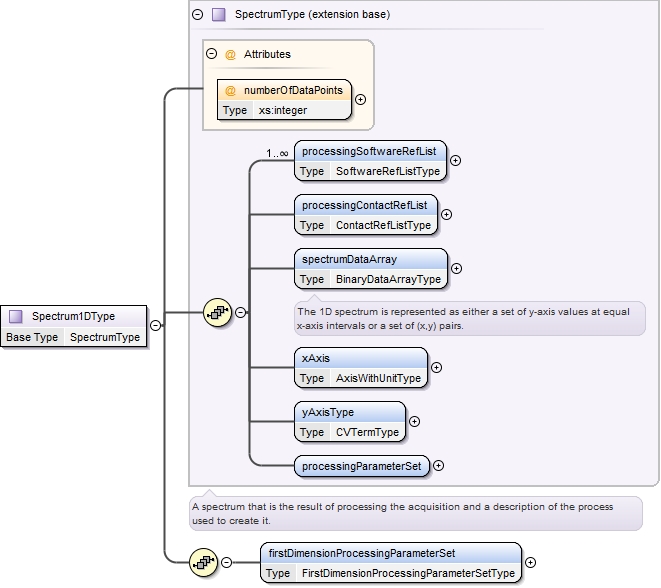 SpectrumType (extension base)
@ Attributes
@ numberOfDataPoints
Type xs:integer
1..∞
processingSoftwareRefList
Type SoftwareRefListType
processingContactRefList
Type ContactRefListType
spectrumDataArray
Type BinaryDataArrayType
The 1D spectrum is represented as either a set of y-axis values at equal
x-axis intervals or a set of (x,y) pairs.
Spectrum1DType
Base Type SpectrumType
xAxis
Type AxisWithUnitType
yAxisType
Type CVTermType
processingParameterSet
A spectrum that is the result of processing the acquisition and a description of the process
used to create it.
firstDimensionProcessingParameterSet
Type FirstDimensionProcessingParameterSetType